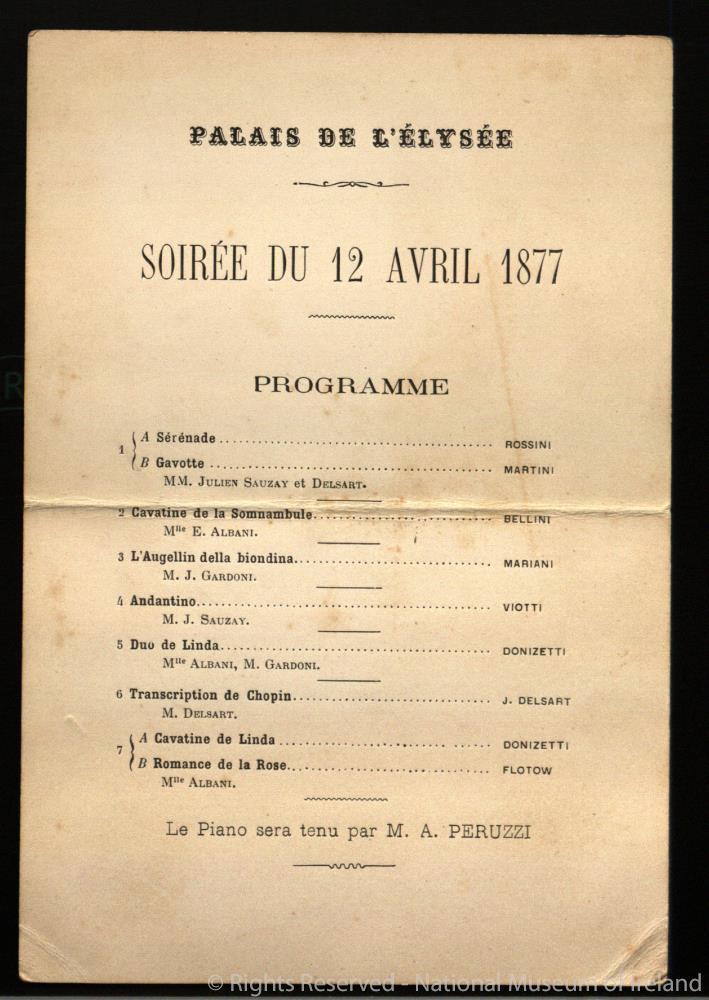 PALAIS DE L'ÉLYSÉE
SOIRÉE DU 12 AVRIL 1877
PROGRAMME
1 A Sérénade ........ ROSSINI
B Gavotte ........ MARTINI
MM. JULIEN SAUZAY et DELSART.
2 Cavatine de la Somnambule ........ BELLINI
Mlle E. ALBANI.
3 L'Augellin della biondina ........ MARIANI
M. J. GARDONI.
4 Andantino ........ VIOTTI
M. J. SAUZAY.
5 Duo de Linda ........ DONIZETTI
Mlle ALBANI, M. GARDONI.
6 Transcription de Chopin ........ J. DELSART
M. DELSART.
7 A Cavatine de Linda ........ DONIZETTI
B Romance de la Rose ........ FLOTOW
Mlle ALBANI.
Le Piano sera tenu par M. A. PERUZZI
© Rights Reserved - National Museum of Ireland